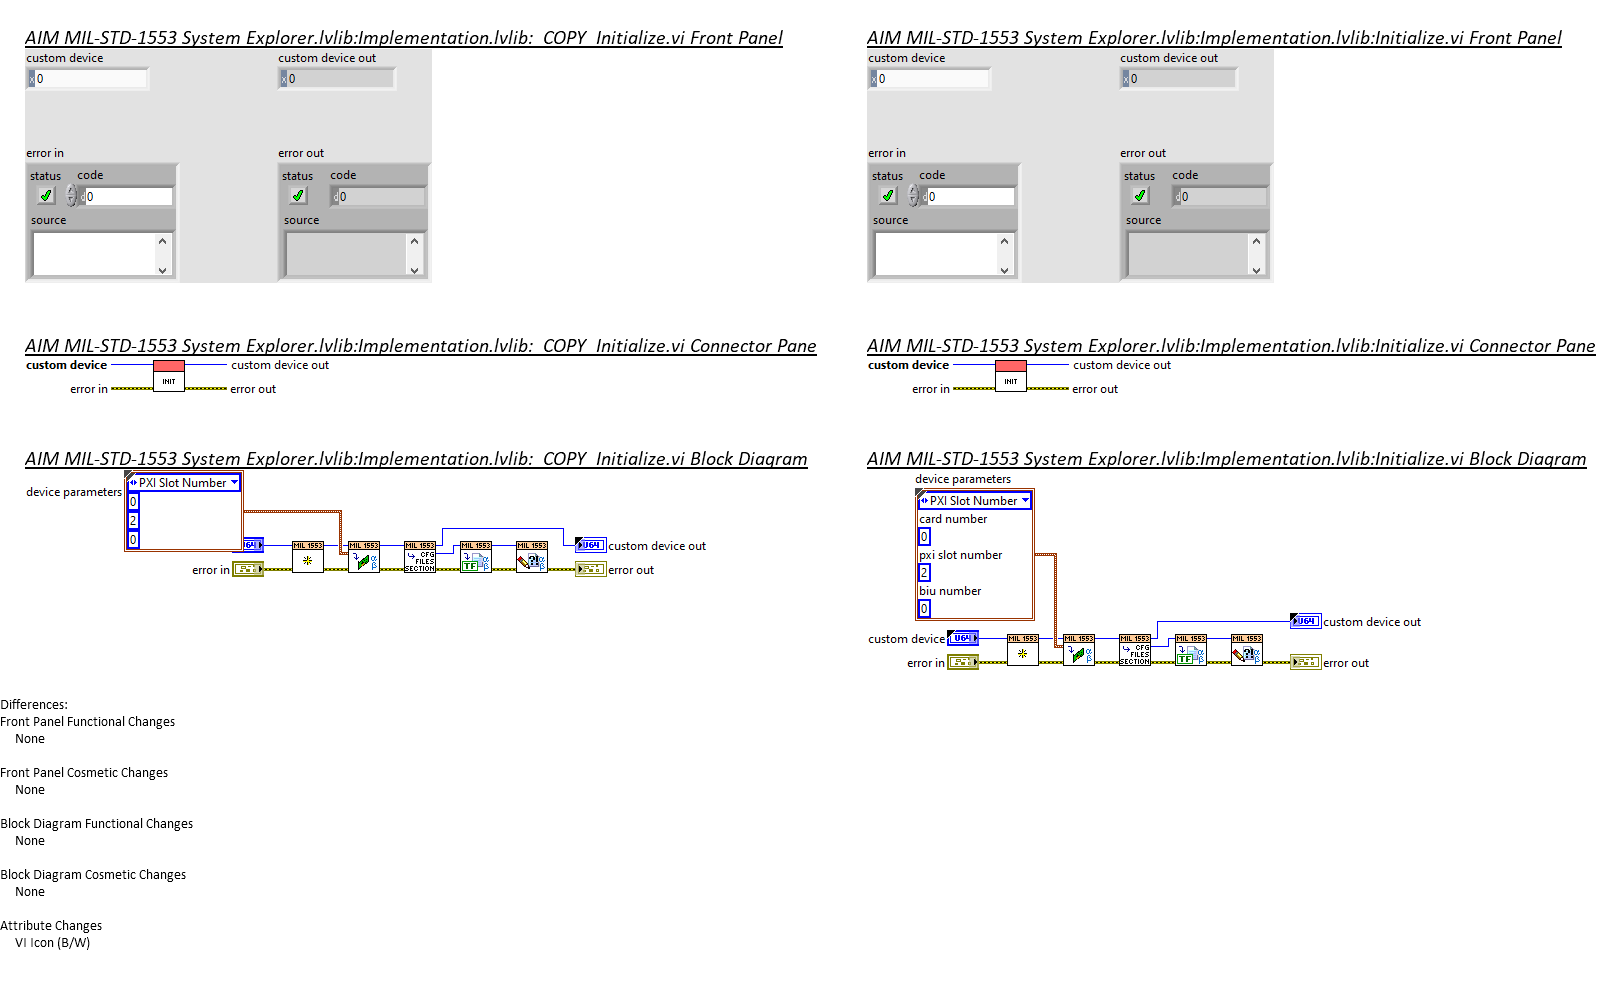 AIM MIL-STD-1553 System Explorer.lvlib:Implementation.lvlib:  COPY  Initialize.vi Front Panel
custom device
custom device out
x 0
x 0
error in
error out
status
code
status
code
d 0
d 0
source
source
AIM MIL-STD-1553 System Explorer.lvlib:Implementation.lvlib:Initialize.vi Front Panel
custom device
custom device out
x 0
x 0
error in
error out
status
code
status
code
d 0
d 0
source
source
AIM MIL-STD-1553 System Explorer.lvlib:Implementation.lvlib:  COPY  Initialize.vi Connector Pane
custom device
custom device out
INIT
error in
error out
AIM MIL-STD-1553 System Explorer.lvlib:Implementation.lvlib:Initialize.vi Connector Pane
custom device
custom device out
INIT
error in
error out
AIM MIL-STD-1553 System Explorer.lvlib:Implementation.lvlib:  COPY  Initialize.vi Block Diagram
PXI Slot Number
device parameters
0
2
0
U64
MIL 1553
MIL 1553
MIL 1553
CFG
FILES
SECTION
MIL 1553
TF
MIL 1553
U64
custom device out
error in
error out
AIM MIL-STD-1553 System Explorer.lvlib:Implementation.lvlib:Initialize.vi Block Diagram
device parameters
PXI Slot Number
card number
0
pxi slot number
2
biu number
0
U64
custom device out
custom device
U64
MIL 1553
MIL 1553
MIL 1553
CFG
FILES
SECTION
MIL 1553
TF
MIL 1553
error in
error out
Differences:
Front Panel Functional Changes
None
Front Panel Cosmetic Changes
None
Block Diagram Functional Changes
None
Block Diagram Cosmetic Changes
None
Attribute Changes
VI Icon (B/W)